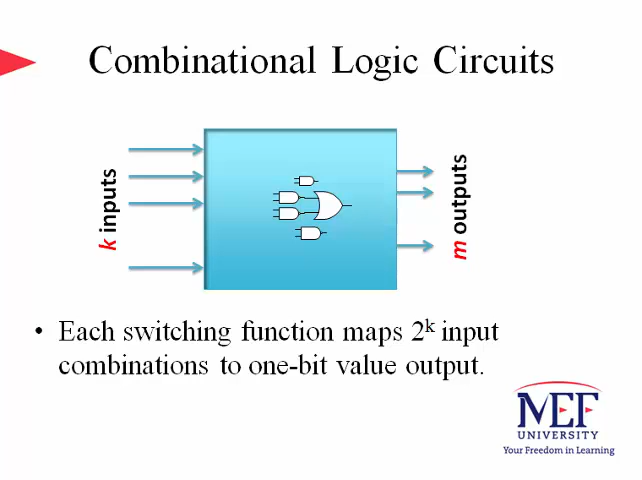 Combinational Logic Circuits
k inputs
m outputs
• Each switching function maps 2ᵏ input
combinations to one-bit value output.
MEF
UNIVERSITY
Your Freedom in Learning